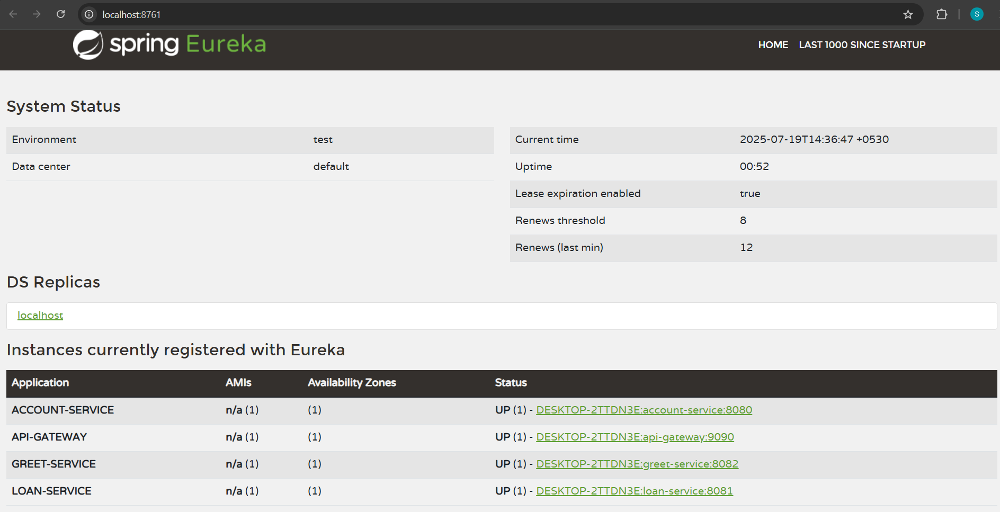 localhost:8761
S
spring Eureka
HOME LAST 1000 SINCE STARTUP
System Status
Environment test
Data center default
Current time 2025-07-19T14:36:47 +0530
Uptime 00:52
Lease expiration enabled true
Renews threshold 8
Renews (last min) 12
DS Replicas
localhost
Instances currently registered with Eureka
Application AMIs Availability Zones Status
ACCOUNT-SERVICE n/a (1) (1) UP (1) - DESKTOP-2TTDN3E:account-service:8080
API-GATEWAY n/a (1) (1) UP (1) - DESKTOP-2TTDN3E:api-gateway:9090
GREET-SERVICE n/a (1) (1) UP (1) - DESKTOP-2TTDN3E:greet-service:8082
LOAN-SERVICE n/a (1) (1) UP (1) - DESKTOP-2TTDN3E:loan-service:8081